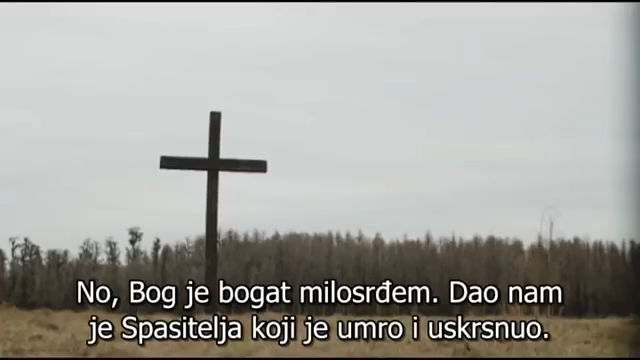 No, Bog je bogat milosrđem. Dao nam
je Spasitelja koji je umro i uskrsnuo.